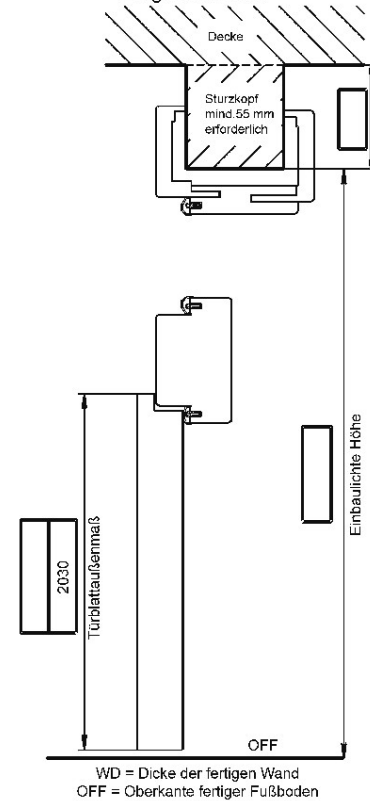 Decke
Sturzkopf
mind.55 mm
erforderlich
Einbaulichte Höhe
2030
Türblattaußenmaß
OFF
WD = Dicke der fertigen Wand
OFF = Oberkante fertiger Fußboden